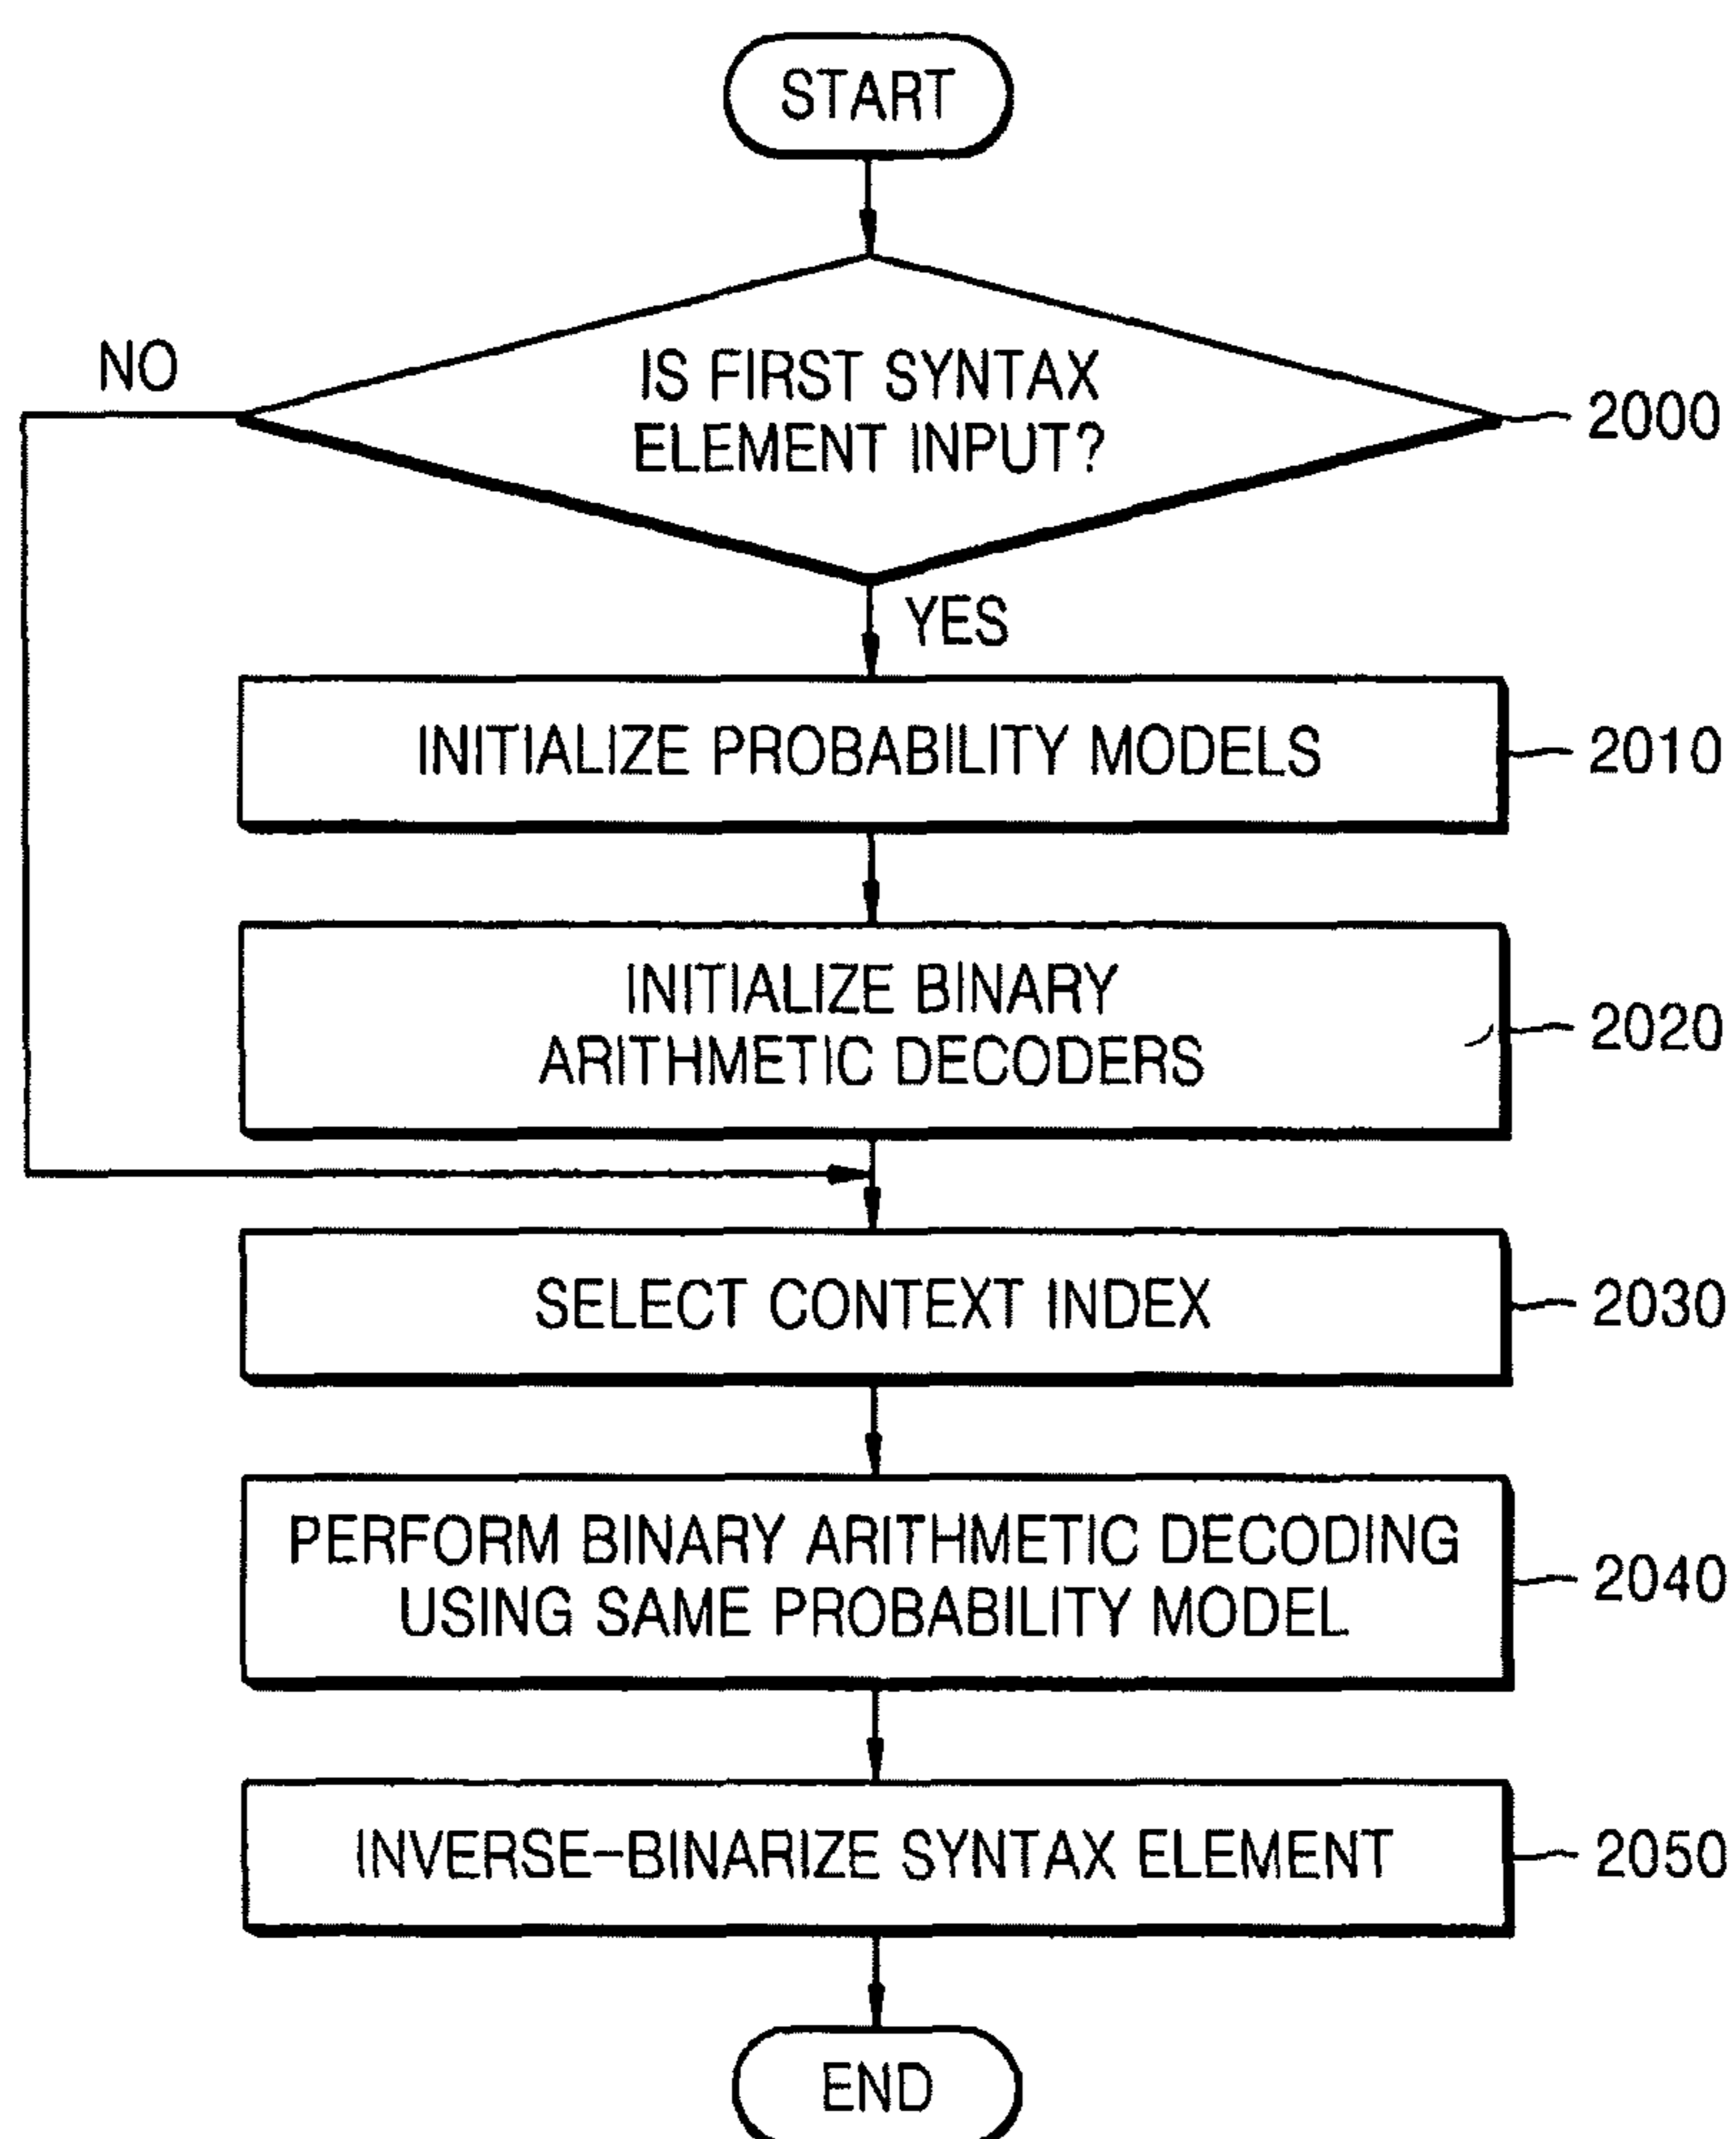 START
NO
IS FIRST SYNTAX
ELEMENT INPUT?
2000
YES
INITIALIZE PROBABILITY MODELS
2010
INITIALIZE BINARY
ARITHMETIC DECODERS
2020
SELECT CONTEXT INDEX
2030
PERFORM BINARY ARITHMETIC DECODING
USING SAME PROBABILITY MODEL
2040
INVERSE-BINARIZE SYNTAX ELEMENT
2050
END